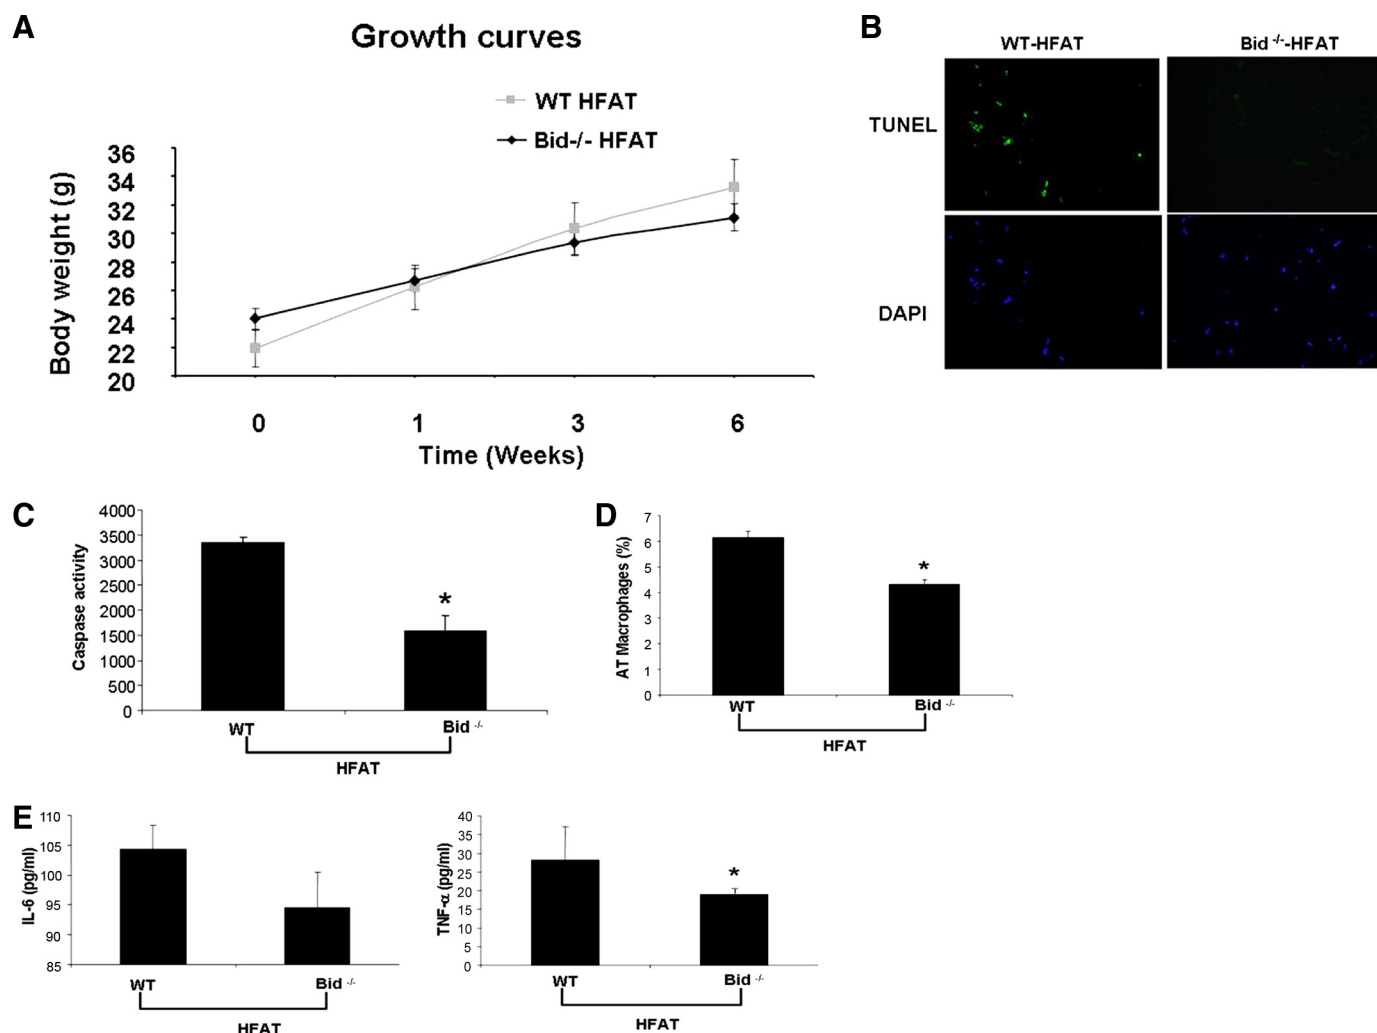 A
Growth curves
WT HFAT
Bid-/- HFAT
Body weight (g)
36
34
32
30
28
26
24
22
20
0 1 3 6
Time (Weeks)
B
WT-HFAT Bid -/--HFAT
TUNEL
DAPI
C
Caspase activity
4000
3500
3000
2500
2000
1500
1000
500
0
*
WT Bid -/-
HFAT
D
AT Macrophages (%)
7
6
5
4
3
2
1
0
*
WT Bid -/-
HFAT
E
IL-6 (pg/ml)
110
105
100
95
90
85
WT Bid -/-
HFAT
TNF-α (pg/ml)
40
35
30
25
20
15
10
5
0
*
WT Bid -/-
HFAT